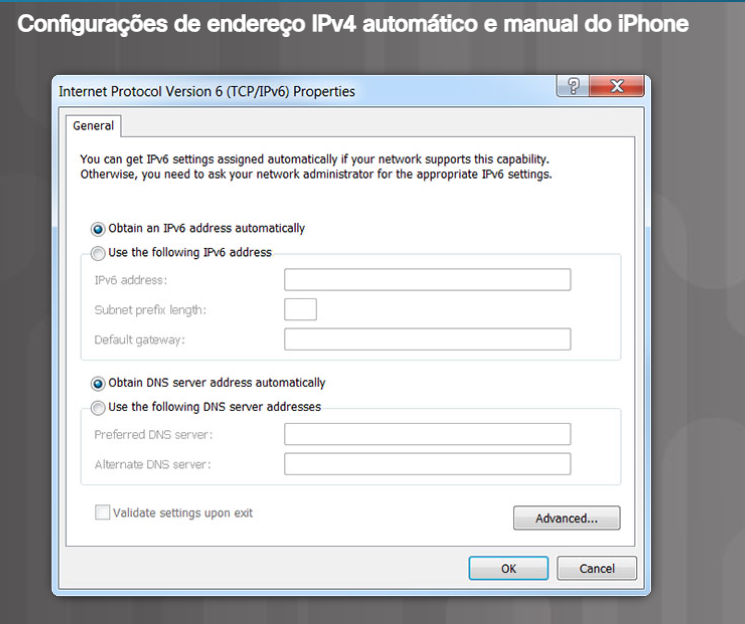 Configurações de endereço IPv4 automático e manual do iPhone
Internet Protocol Version 6 (TCP/IPv6) Properties
General
You can get IPv6 settings assigned automatically if your network supports this capability.
Otherwise, you need to ask your network administrator for the appropriate IPv6 settings.
Obtain an IPv6 address automatically
Use the following IPv6 address
IPv6 address:
Subnet prefix length:
Default gateway:
Obtain DNS server address automatically
Use the following DNS server addresses
Preferred DNS server:
Alternate DNS server:
Validate settings upon exit
Advanced...
OK
Cancel